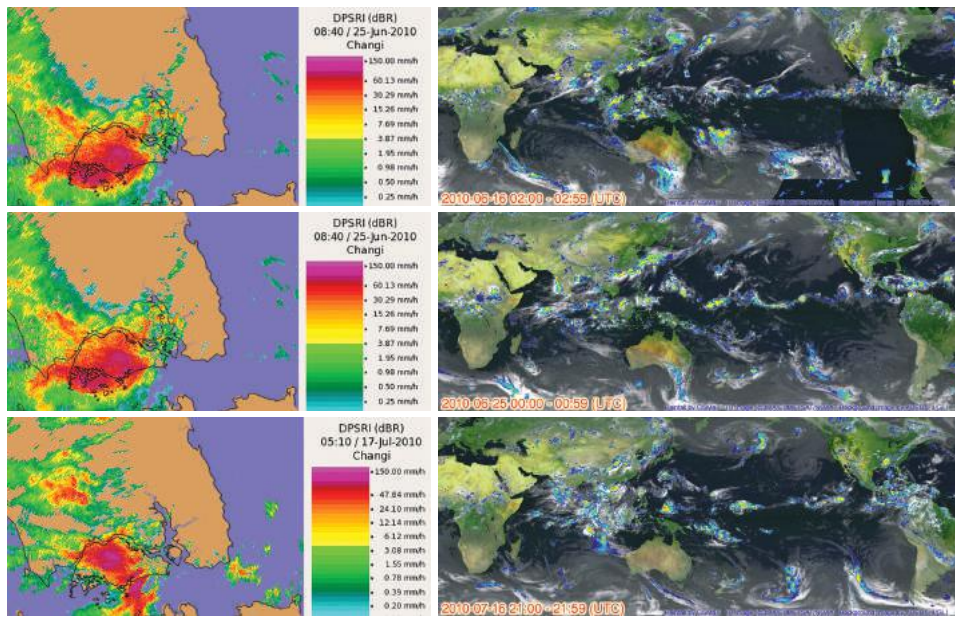 DPSRI (dBR)
08:40 / 25-Jun-2010
Changi
150.00 mm/h
60.13 mm/h
30.29 mm/h
15.26 mm/h
7.69 mm/h
3.87 mm/h
1.95 mm/h
0.98 mm/h
0.50 mm/h
0.25 mm/h
2010-06-16 02:00 - 02:59 (UTC)
DPSRI (dBR)
08:40 / 25-Jun-2010
Changi
150.00 mm/h
60.13 mm/h
30.29 mm/h
15.26 mm/h
7.69 mm/h
3.87 mm/h
1.95 mm/h
0.98 mm/h
0.50 mm/h
0.25 mm/h
2010-06-25 00:00 - 00:59 (UTC)
DPSRI (dBR)
05:10 / 17-Jul-2010
Changi
150.00 mm/h
47.84 mm/h
24.10 mm/h
12.14 mm/h
6.12 mm/h
3.08 mm/h
1.55 mm/h
0.78 mm/h
0.39 mm/h
0.20 mm/h
2010-07-16 21:00 - 21:59 (UTC)